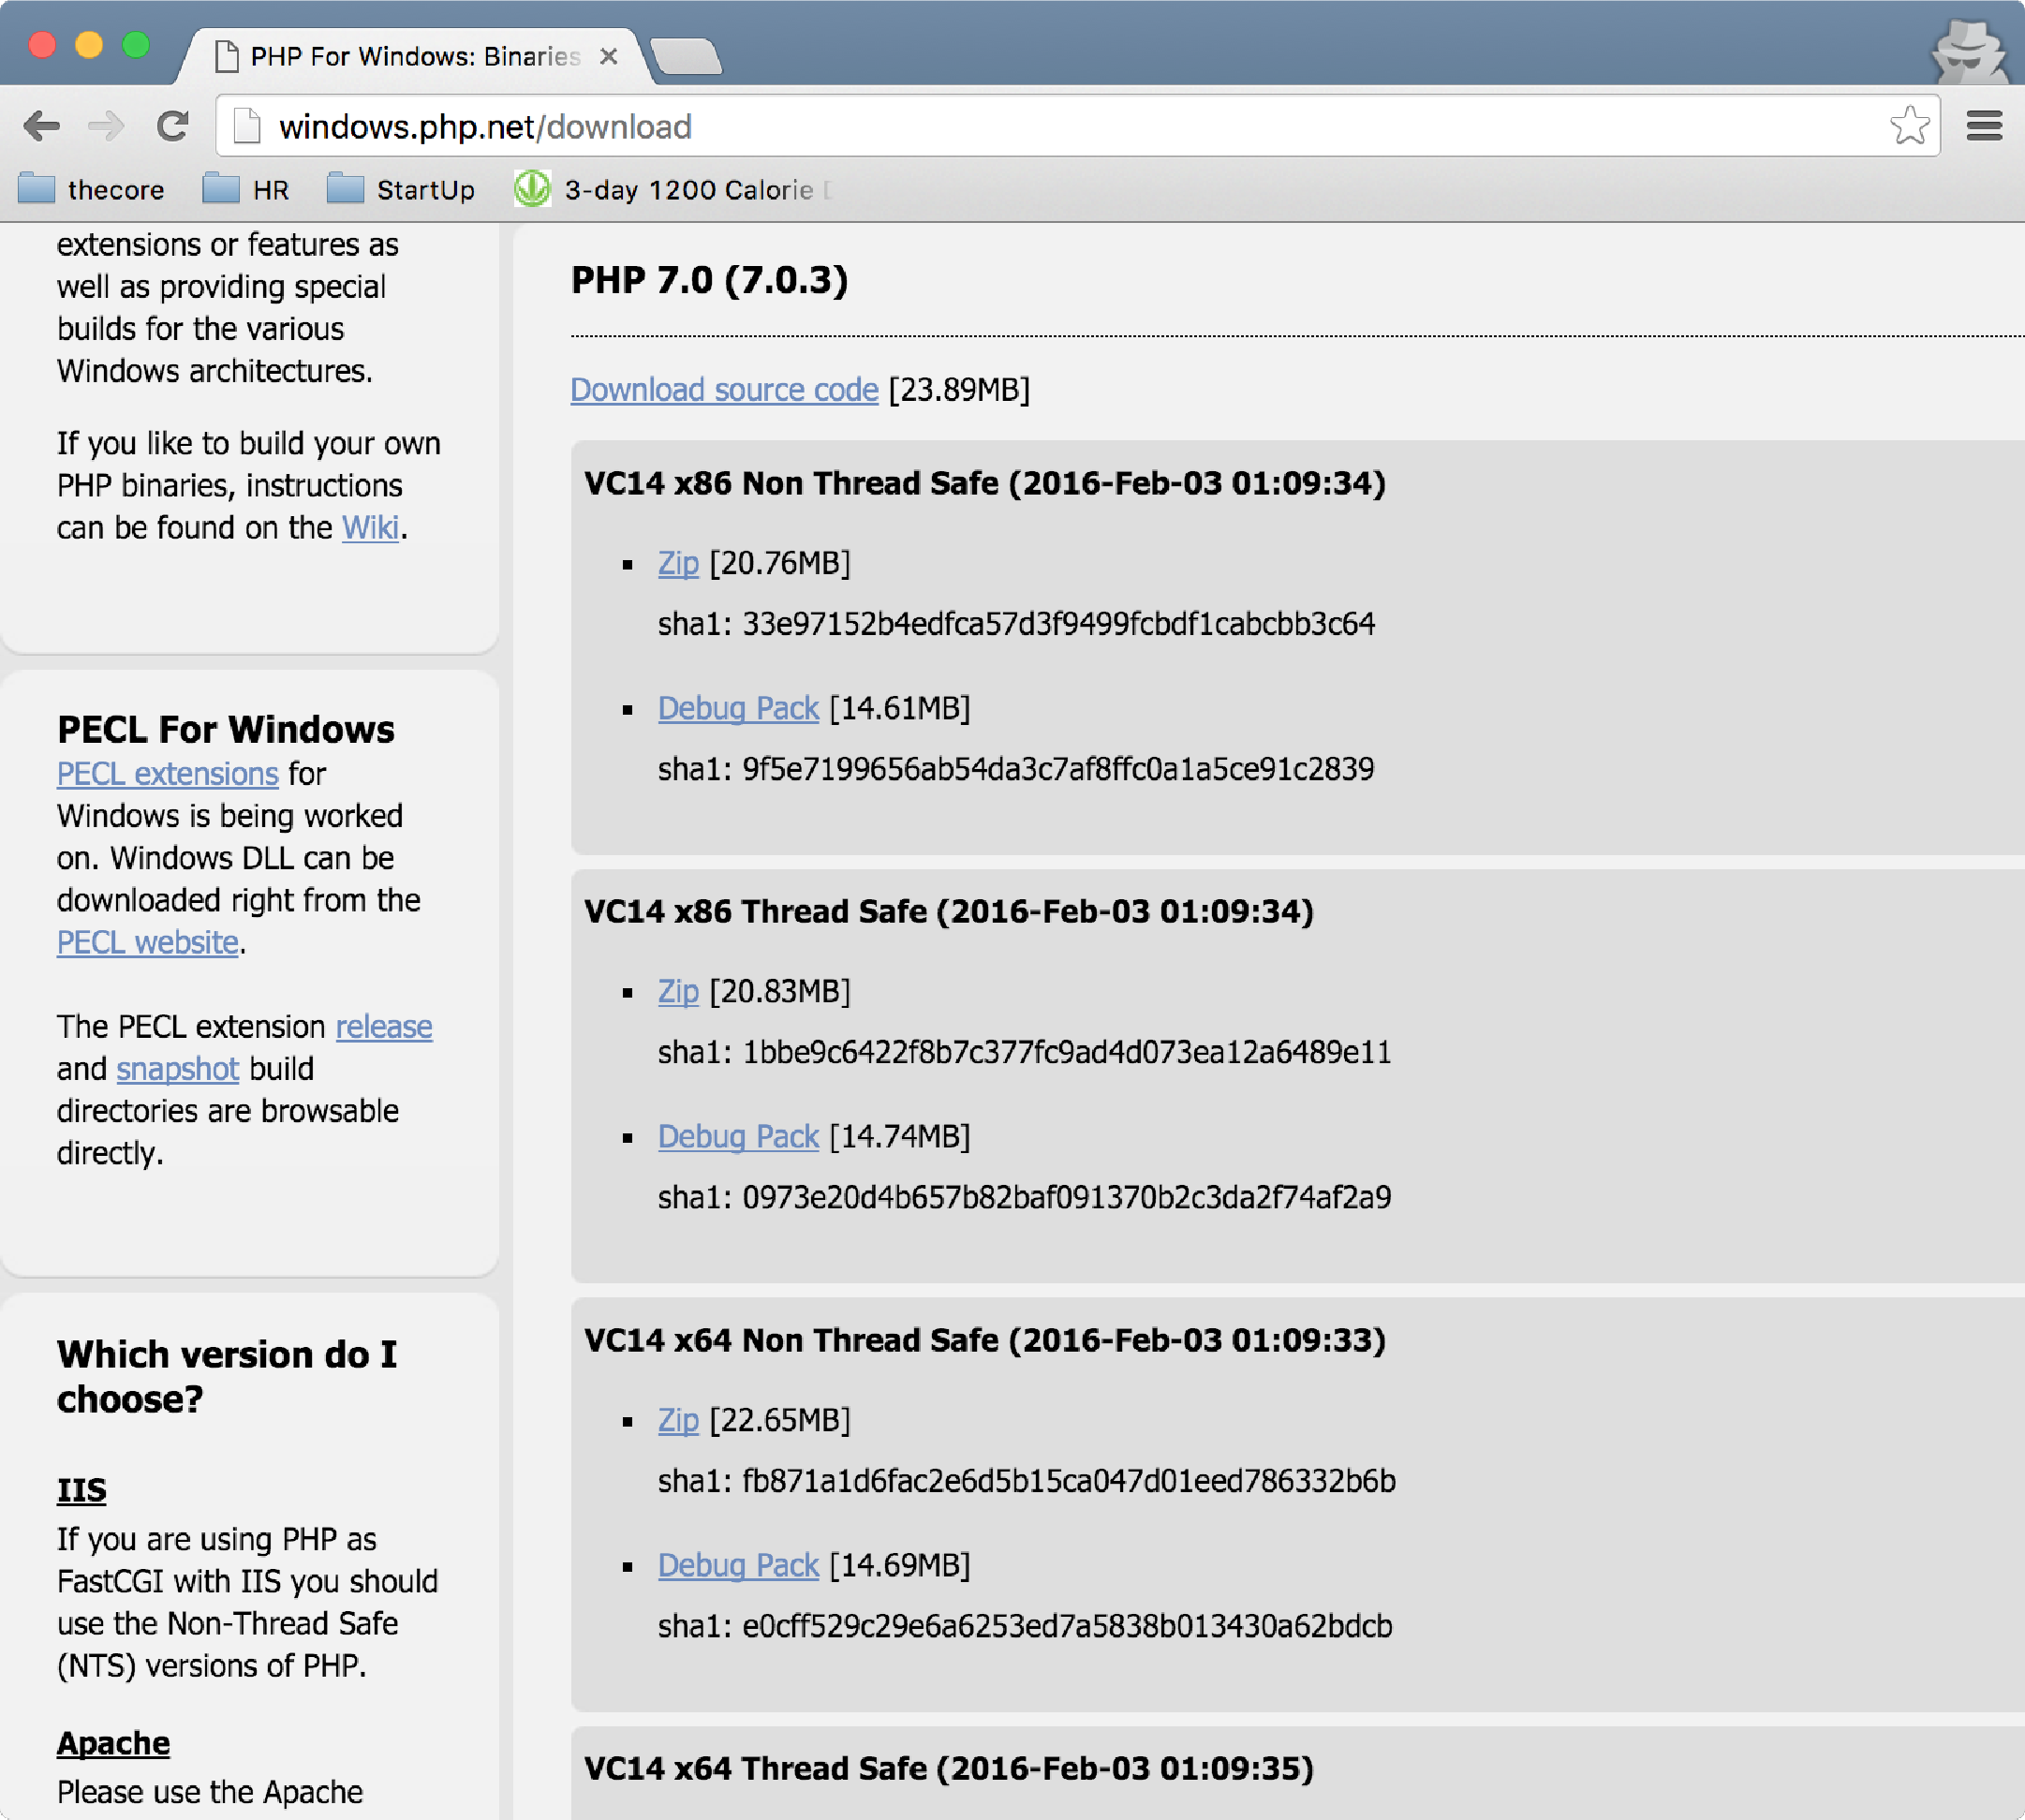 PHP For Windows: Binaries
windows.php.net/download
thecore HR StartUp 3-day 1200 Calorie
extensions or features as
well as providing special
builds for the various
Windows architectures.
If you like to build your own
PHP binaries, instructions
can be found on the Wiki.
PECL For Windows
PECL extensions for
Windows is being worked
on. Windows DLL can be
downloaded right from the
PECL website.
The PECL extension release
and snapshot build
directories are browsable
directly.
Which version do I
choose?
IIS
If you are using PHP as
FastCGI with IIS you should
use the Non-Thread Safe
(NTS) versions of PHP.
Apache
Please use the Apache
PHP 7.0 (7.0.3)
Download source code [23.89MB]
VC14 x86 Non Thread Safe (2016-Feb-03 01:09:34)
Zip [20.76MB]
sha1: 33e97152b4edfca57d3f9499fcbdf1cabcbb3c64
Debug Pack [14.61MB]
sha1: 9f5e7199656ab54da3c7af8ffc0a1a5ce91c2839
VC14 x86 Thread Safe (2016-Feb-03 01:09:34)
Zip [20.83MB]
sha1: 1bbe9c6422f8b7c377fc9ad4d073ea12a6489e11
Debug Pack [14.74MB]
sha1: 0973e20d4b657b82baf091370b2c3da2f74af2a9
VC14 x64 Non Thread Safe (2016-Feb-03 01:09:33)
Zip [22.65MB]
sha1: fb871a1d6fac2e6d5b15ca047d01eed786332b6b
Debug Pack [14.69MB]
sha1: e0cff529c29e6a6253ed7a5838b013430a62bdcb
VC14 x64 Thread Safe (2016-Feb-03 01:09:35)